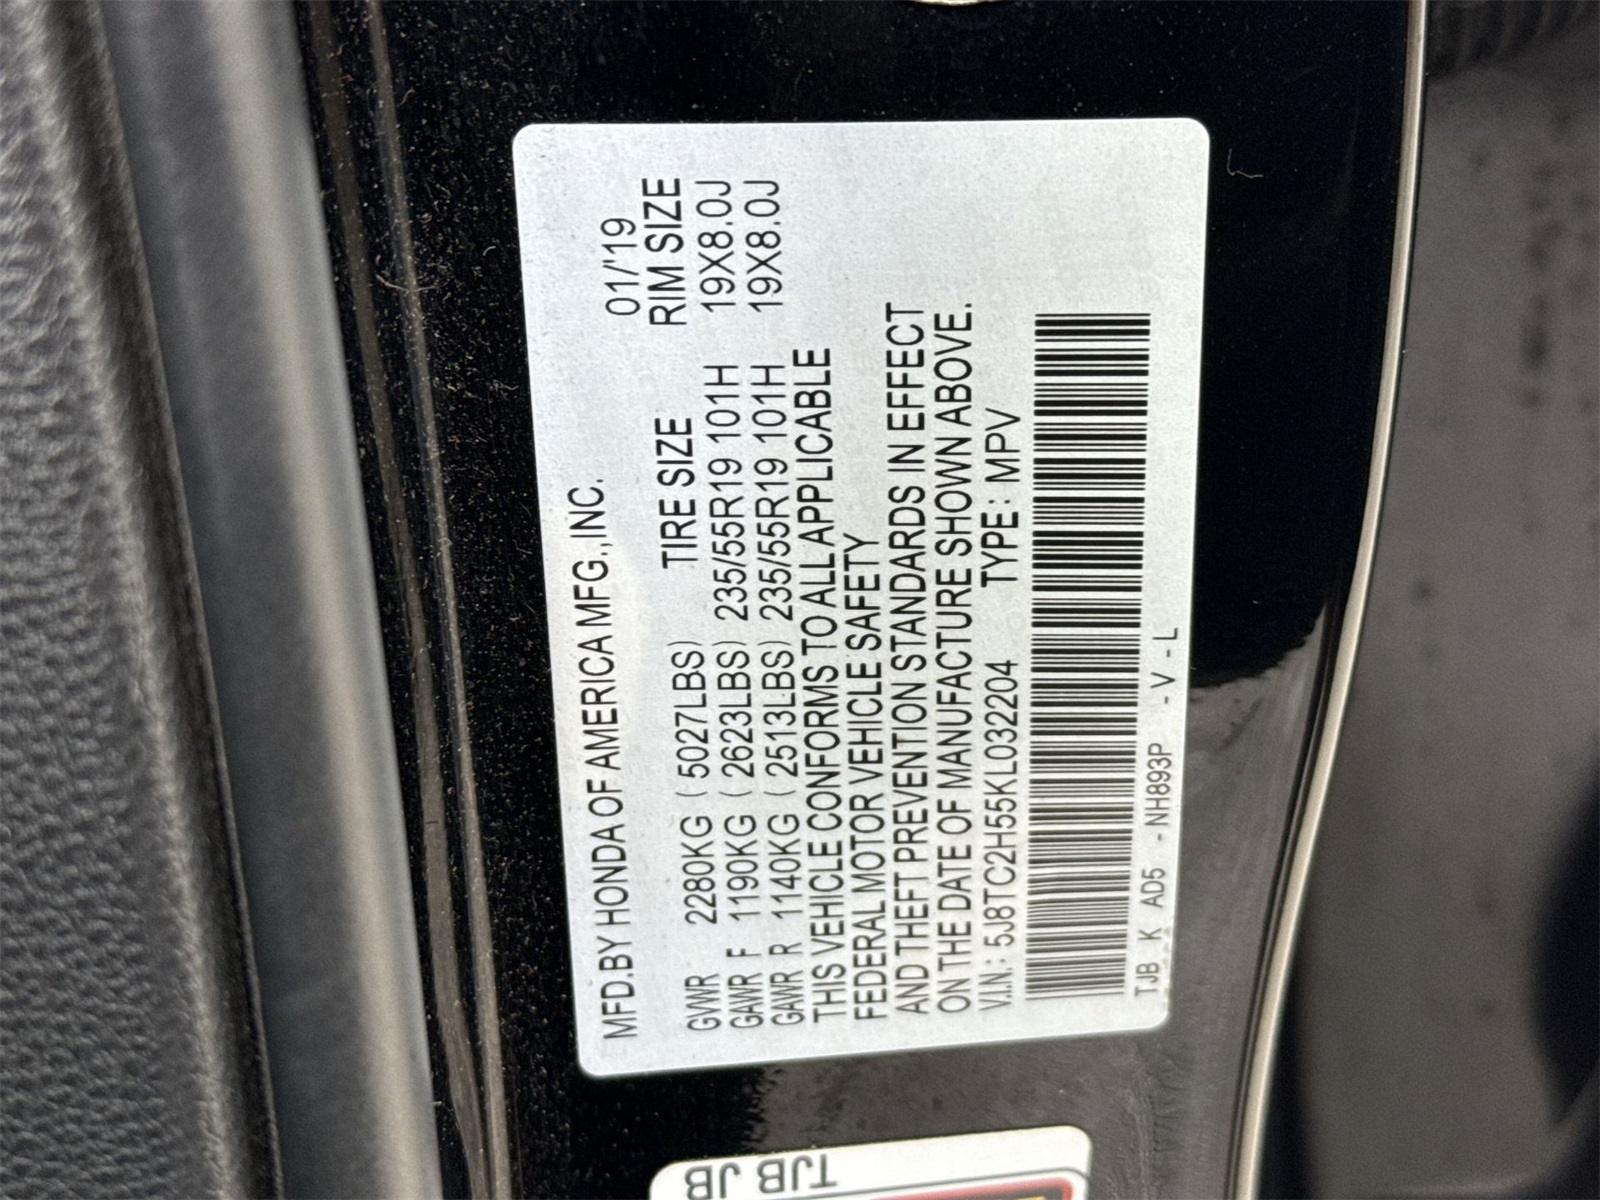 MFD.BY HONDA OF AMERICA MFG.,INC. 01/'19
TIRE SIZE RIM SIZE
GVWR 2280KG ( 5027LBS)
GAWR F 1190KG ( 2623LBS) 235/55R19 101H 19X8.0J
GAWR R 1140KG ( 2513LBS) 235/55R19 101H 19X8.0J
THIS VEHICLE CONFORMS TO ALL APPLICABLE
FEDERAL MOTOR VEHICLE SAFETY
AND THEFT PREVENTION STANDARDS IN EFFECT
ON THE DATE OF MANUFACTURE SHOWN ABOVE.
V.I.N.: 5J8TC2H55KL032204 TYPE: MPV
TJB K AD5 - NH893P - V - L
TJB JB